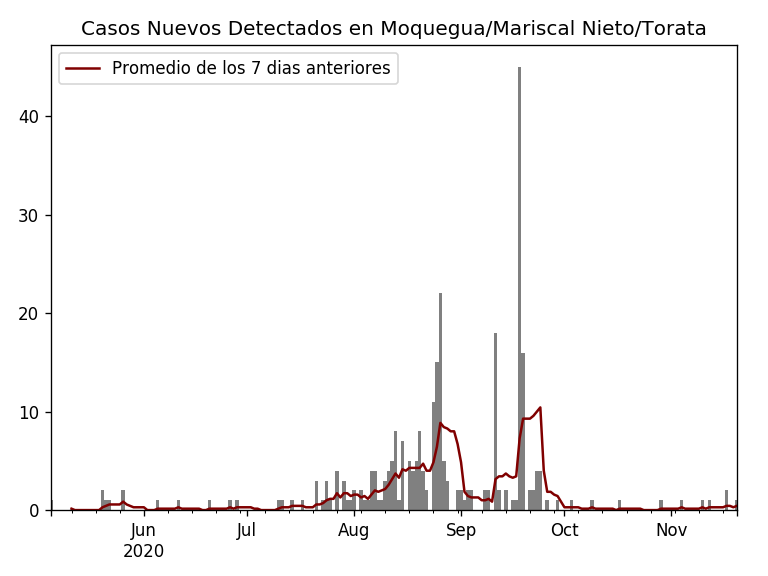 Casos Nuevos Detectados en Moquegua/Mariscal Nieto/Torata
Promedio de los 7 dias anteriores
40
30
20
10
0
Jun
2020
Jul
Aug
Sep
Oct
Nov